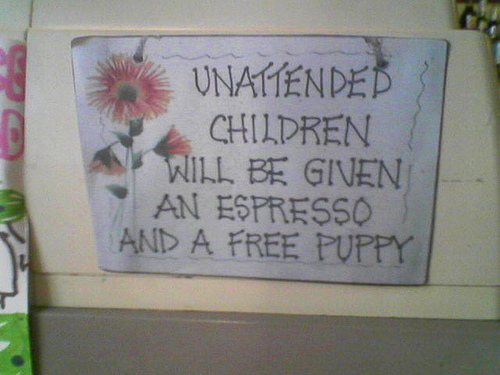 UNATTENDED
CHILDREN
WILL BE GIVEN
AN ESPRESSO
AND A FREE PUPPY